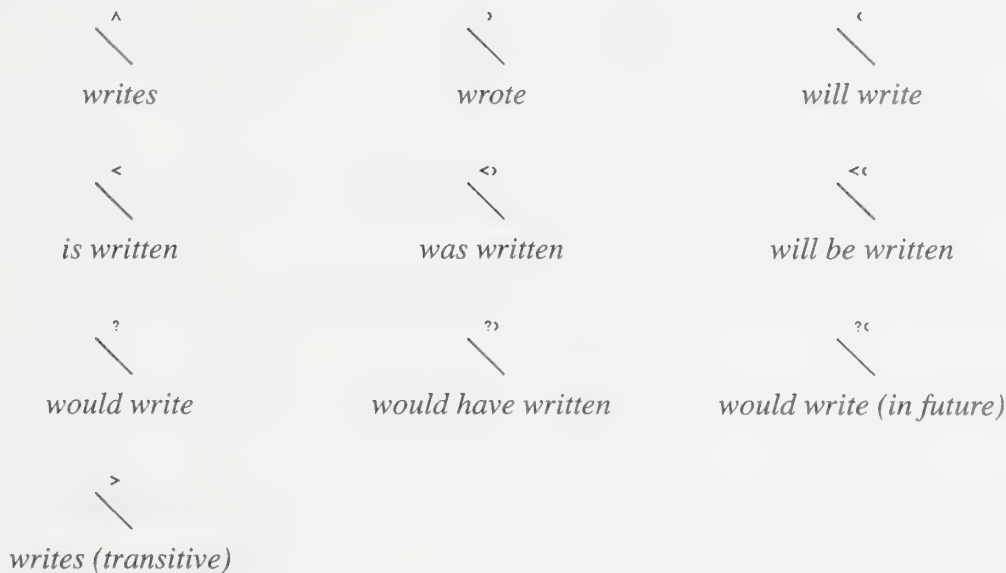 ^ ) (
writes wrote will write
< <) <(
is written was written will be written
? ?) ?(
would write would have written would write (in future)
>
writes (transitive)